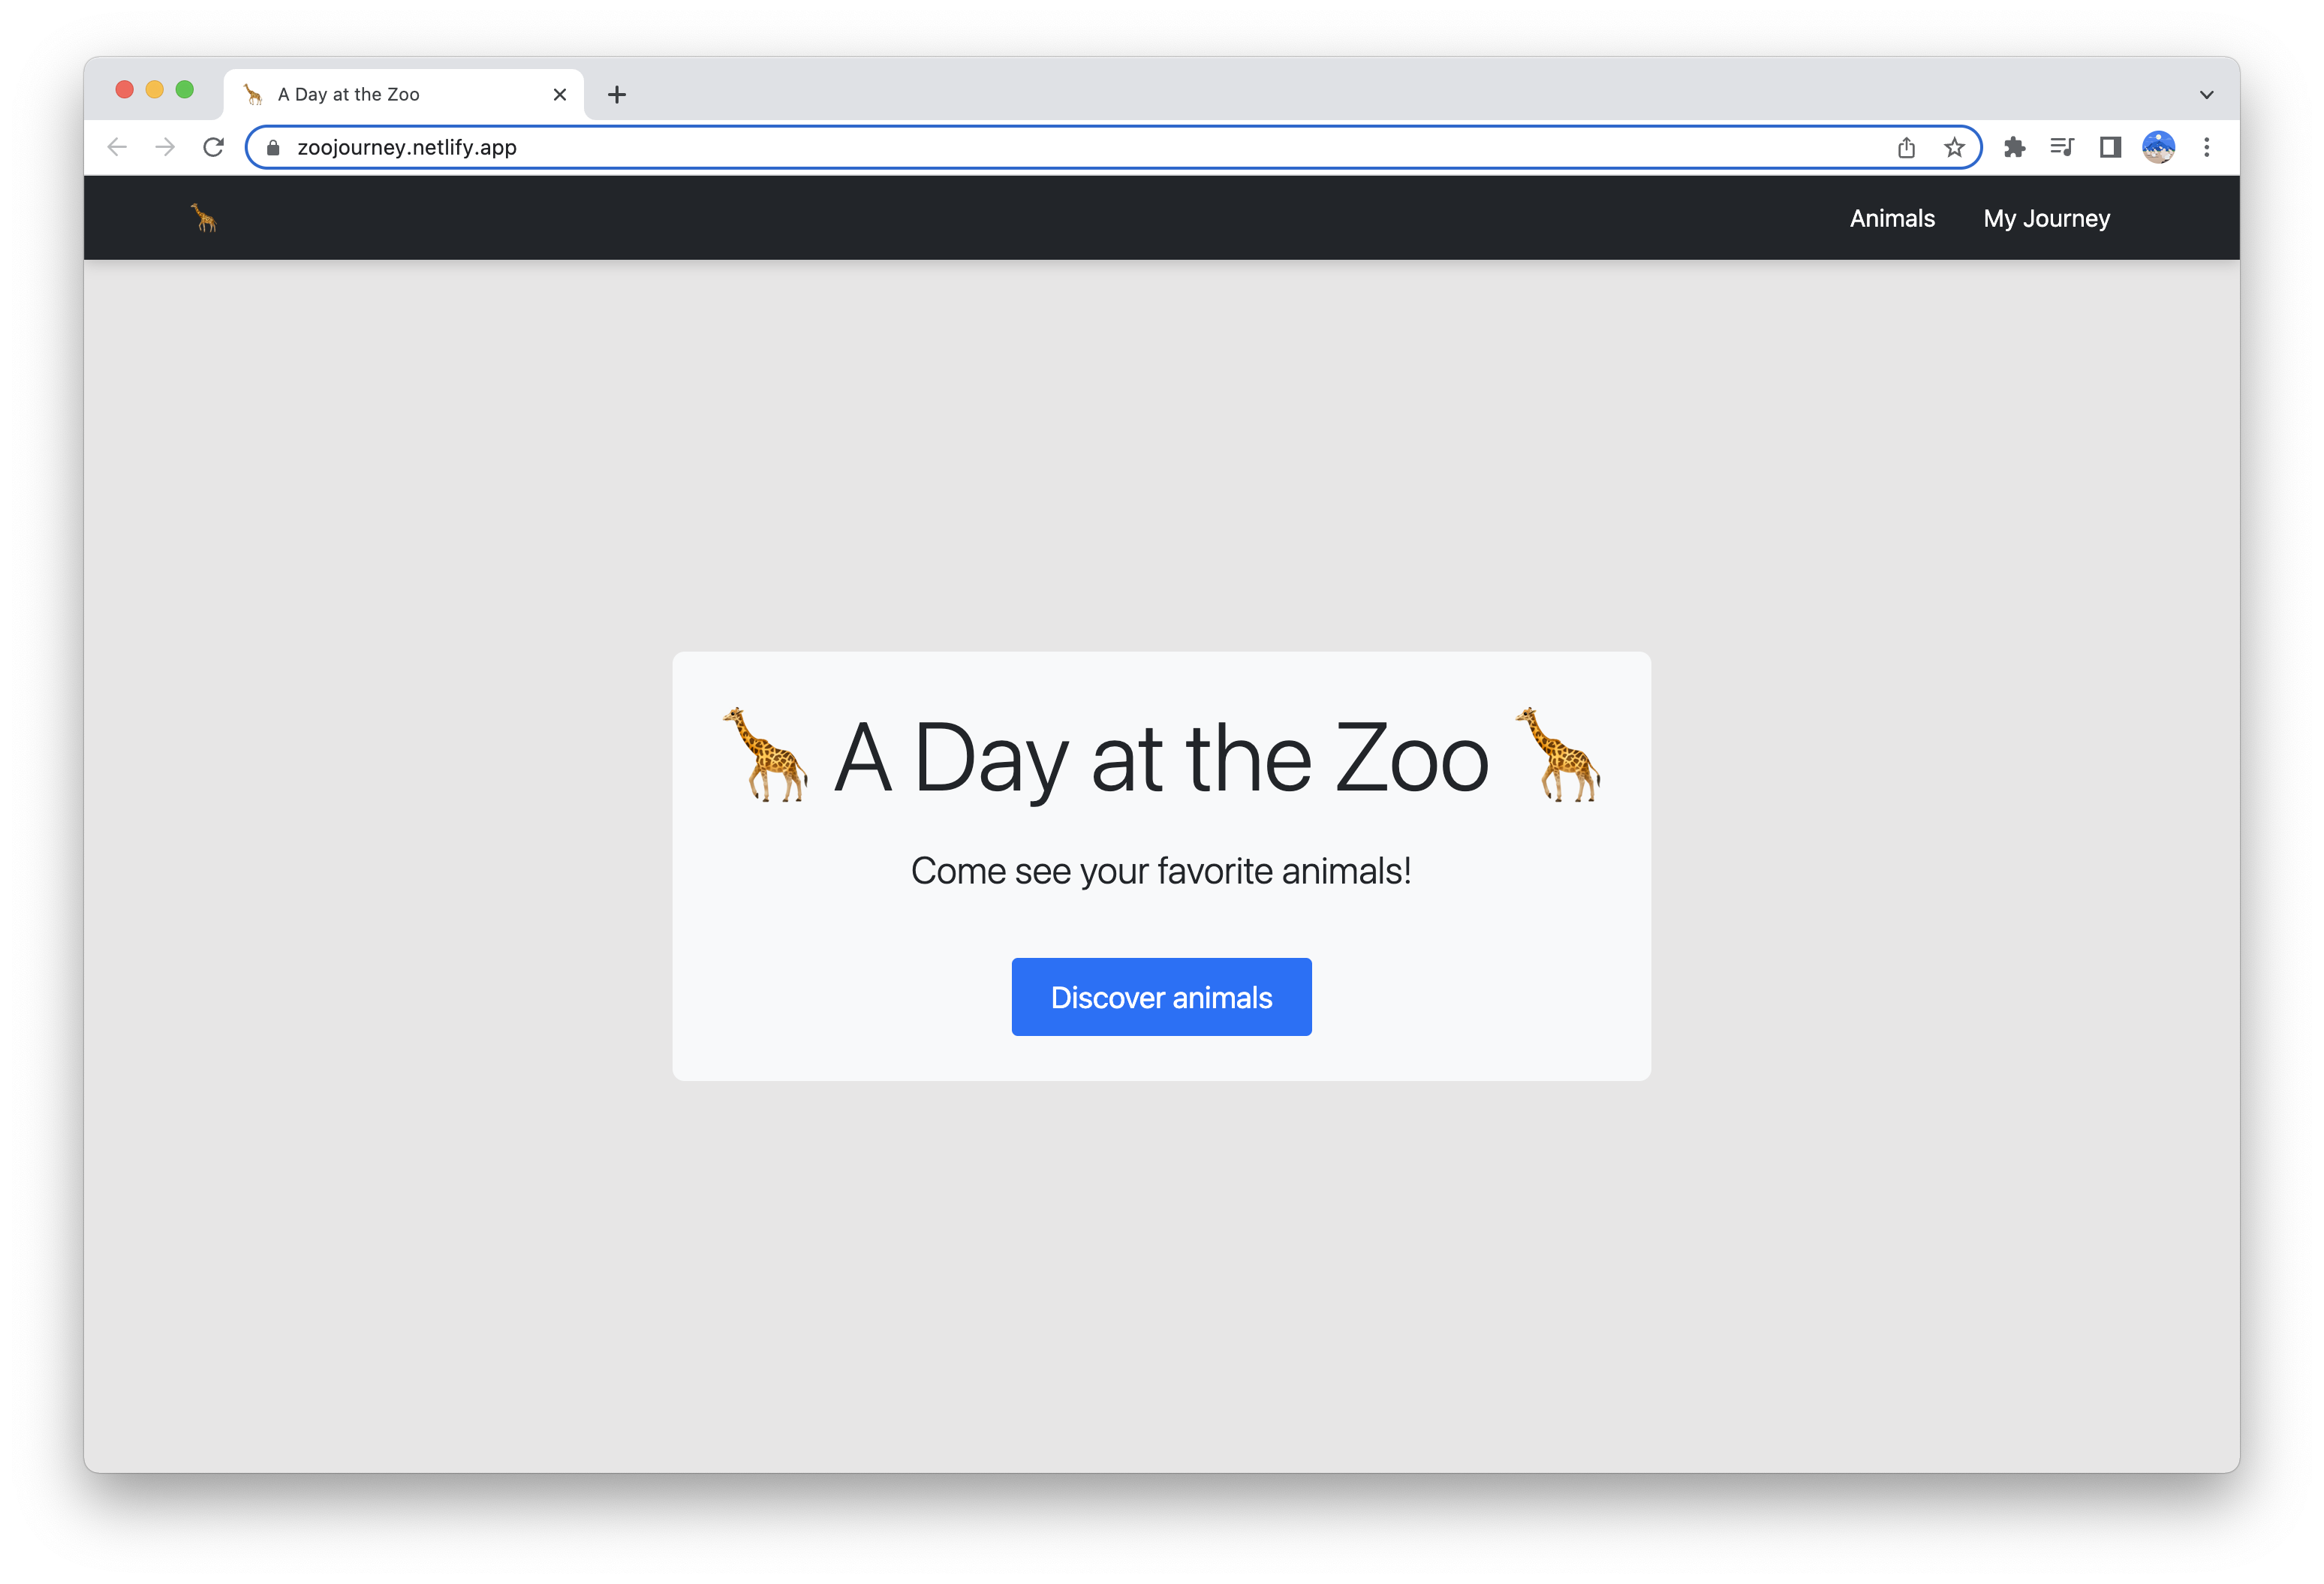 A Day at the Zoo
zoojourney.netlify.app
Animals My Journey
A Day at the Zoo
Come see your favorite animals!
Discover animals